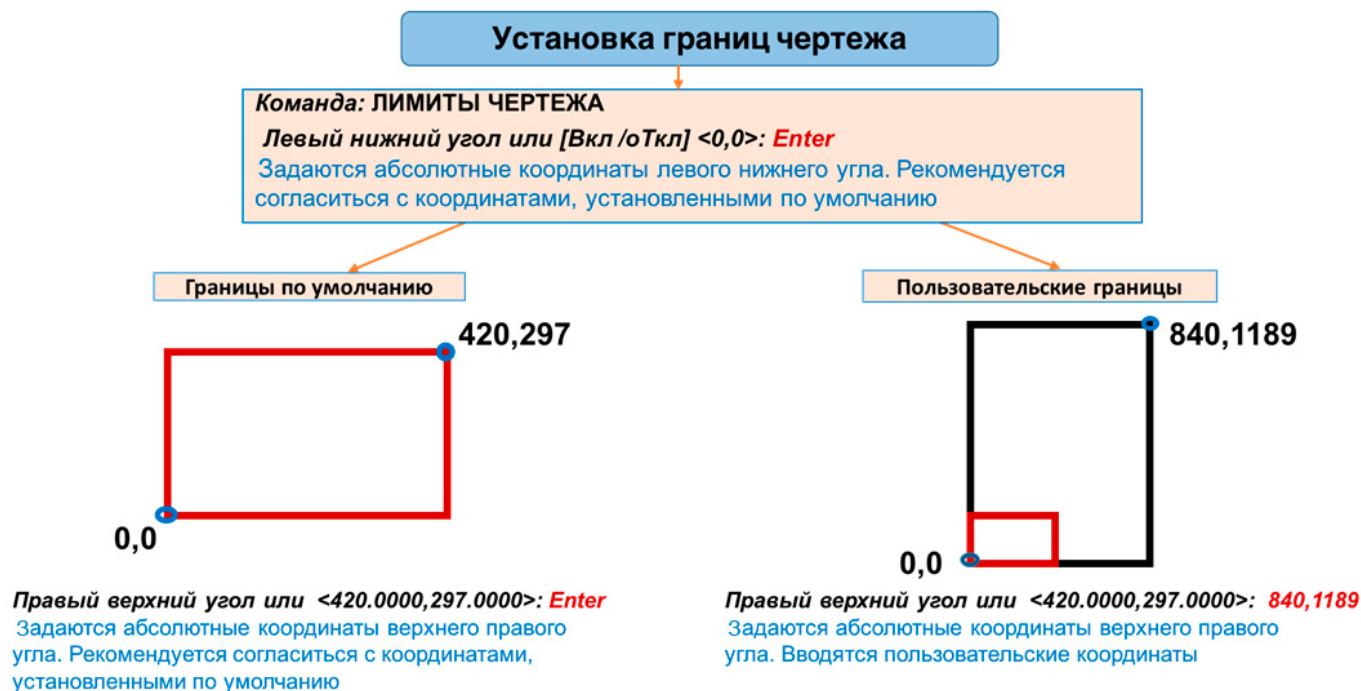 Установка границ чертежа
Команда: ЛИМИТЫ ЧЕРТЕЖА
Левый нижний угол или [Вкл /оТкл] <0,0>: Enter
Задаются абсолютные координаты левого нижнего угла. Рекомендуется
согласиться с координатами, установленными по умолчанию
Границы по умолчанию
420,297
0,0
Правый верхний угол или <420.0000,297.0000>: Enter
Задаются абсолютные координаты верхнего правого
угла. Рекомендуется согласиться с координатами,
установленными по умолчанию
Пользовательские границы
840,1189
0,0
Правый верхний угол или <420.0000,297.0000>: 840,1189
Задаются абсолютные координаты верхнего правого
угла. Вводятся пользовательские координаты